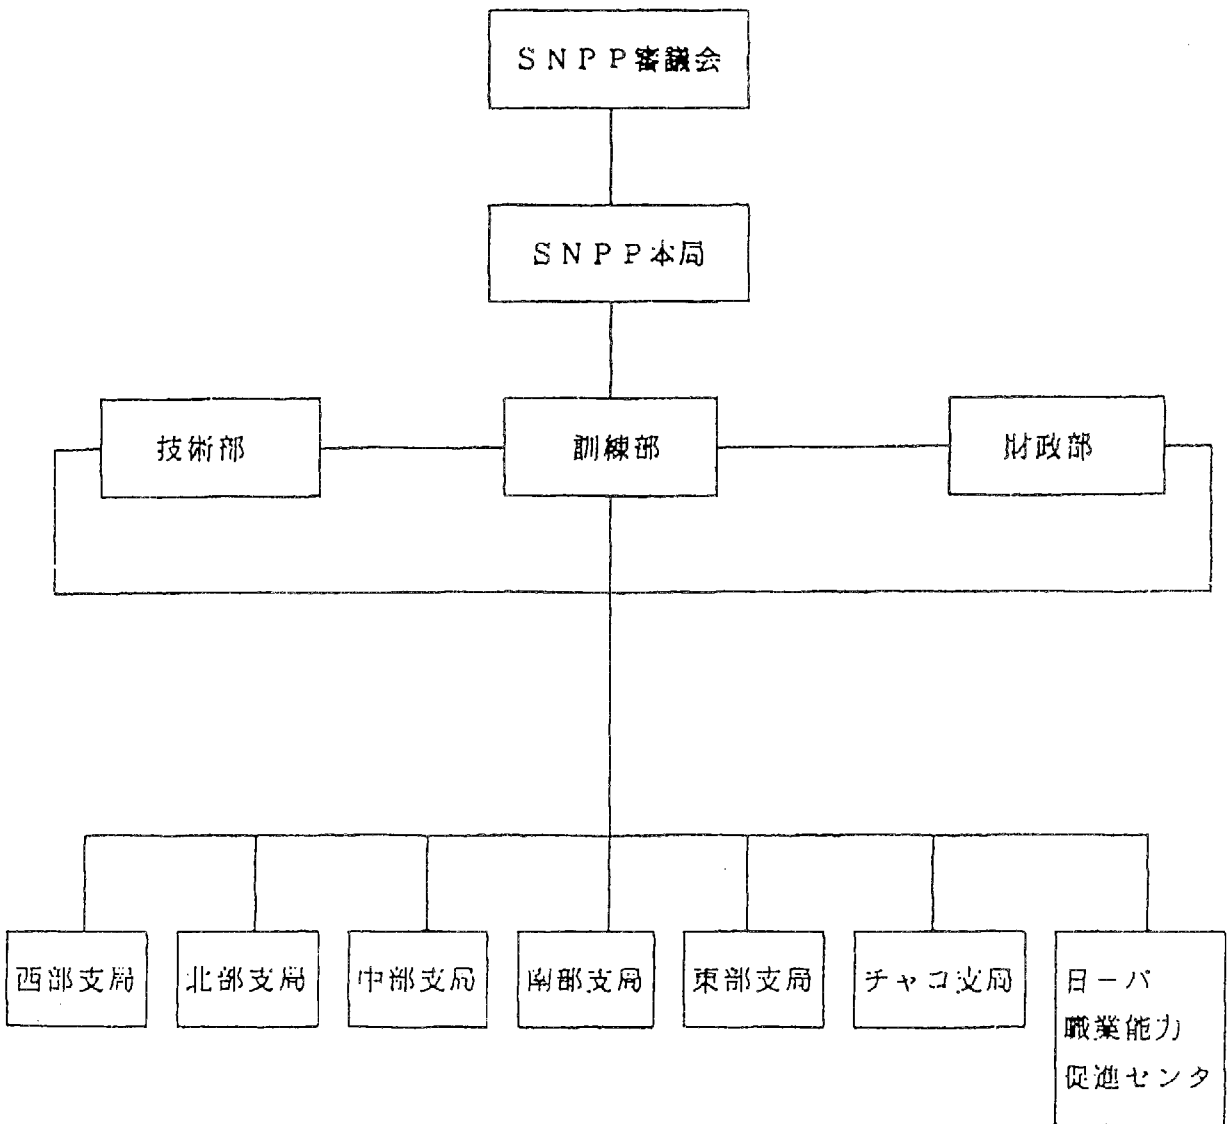 SNPP審議会
SNPP本局
技術部
訓練部
財政部
西部支局
北部支局
中部支局
南部支局
東部支局
チャコ支局
日ーパ
職業能力
促進センタ